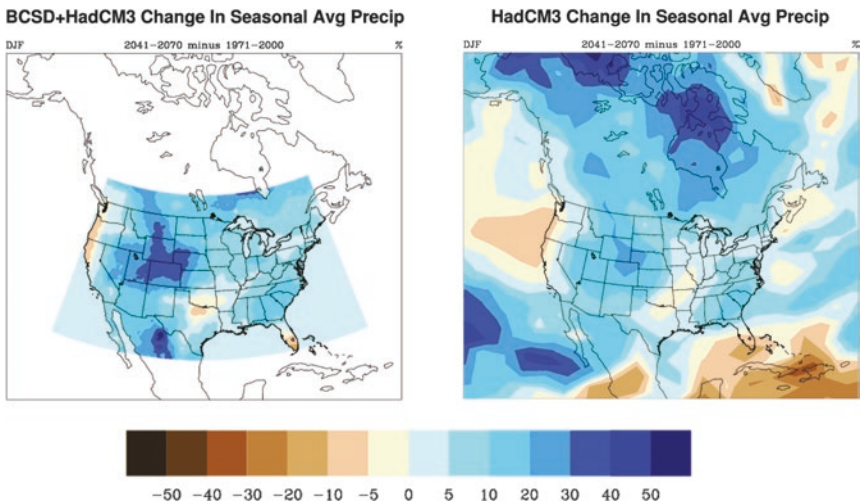 BCSD+HadCM3 Change In Seasonal Avg Precip
DJF 2041−2070 minus 1971−2000 %
HadCM3 Change In Seasonal Avg Precip
DJF 2041−2070 minus 1971−2000 %
−50 −40 −30 −20 −10 −5 0 5 10 20 30 40 50